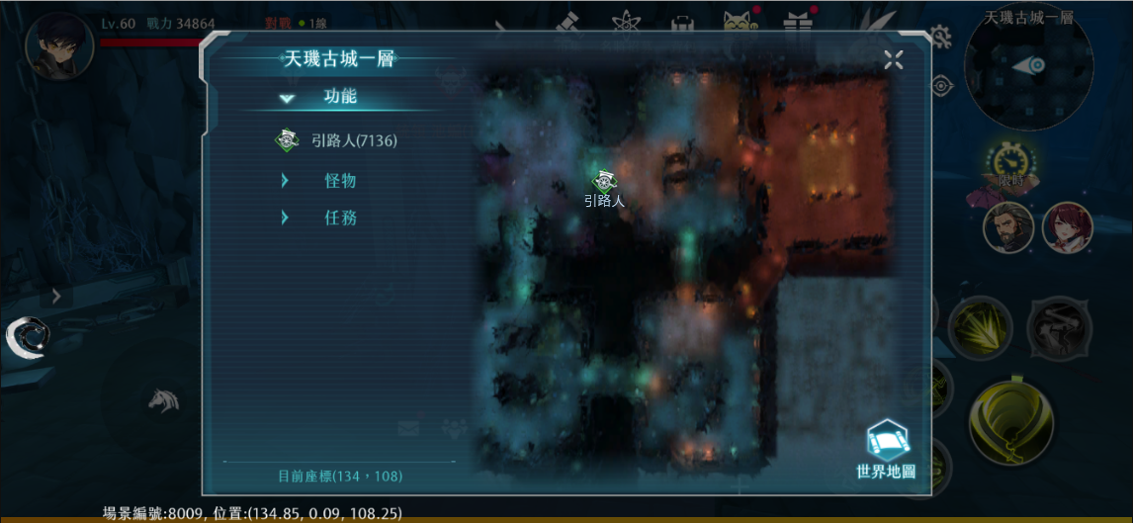 Lv.60 戰力 34864
對戰 1線
天璣古城一層
天璣古城一層
功能
引路人(7136)
怪物
任務
引路人
限時
世界地圖
目前座標(134，108)
場景編號:8009, 位置:(134.85, 0.09, 108.25)